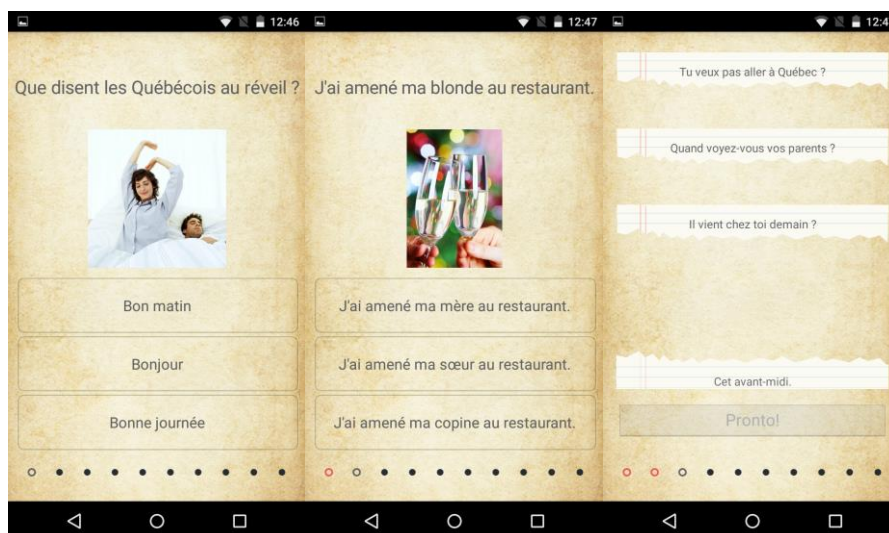 12:46
Que disent les Québécois au réveil ?
Bon matin
Bonjour
Bonne journée
12:47
J'ai amené ma blonde au restaurant.
J'ai amené ma mère au restaurant.
J'ai amené ma sœur au restaurant.
J'ai amené ma copine au restaurant.
12:4
Tu veux pas aller à Québec ?
Quand voyez-vous vos parents ?
Il vient chez toi demain ?
Cet avant-midi.
Pronto!